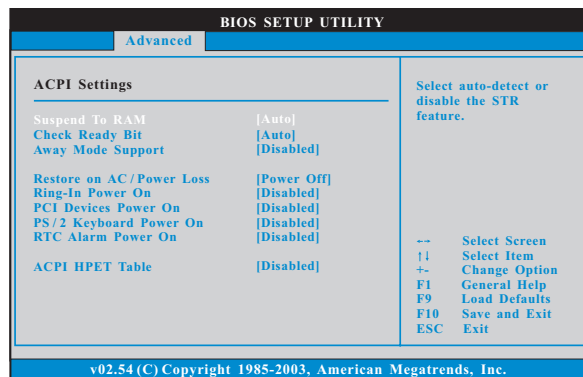 BIOS SETUP UTILITY
Advanced
ACPI Settings
Suspend To RAM [Auto]
Check Ready Bit [Auto]
Away Mode Support [Disabled]
Restore on AC / Power Loss [Power Off]
Ring-In Power On [Disabled]
PCI Devices Power On [Disabled]
PS / 2 Keyboard Power On [Disabled]
RTC Alarm Power On [Disabled]
ACPI HPET Table [Disabled]
Select auto-detect or
disable the STR
feature.
←→ Select Screen
↑↓ Select Item
+- Change Option
F1 General Help
F9 Load Defaults
F10 Save and Exit
ESC Exit
v02.54 (C) Copyright 1985-2003, American Megatrends, Inc.